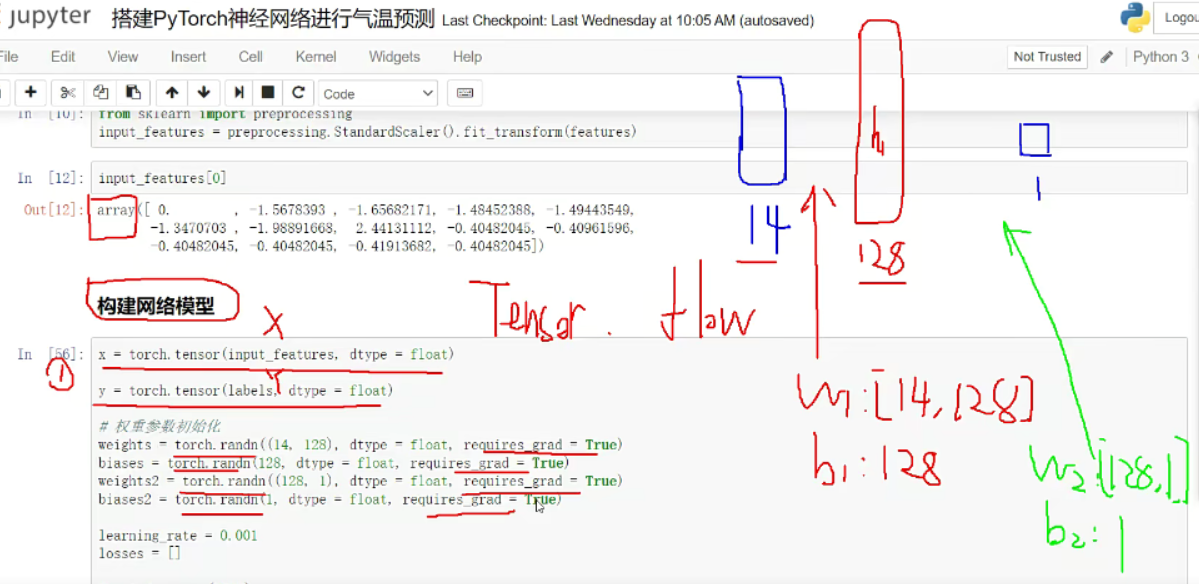 jupyter 搭建PyTorch神经网络进行气温预测 Last Checkpoint: Last Wednesday at 10:05 AM (autosaved)
Logou
File Edit View Insert Cell Kernel Widgets Help
Not Trusted
Python 3
Code
In [10]: from sklearn import preprocessing
input_features = preprocessing.StandardScaler().fit_transform(features)
In [12]: input_features[0]
Out[12]: array([ 0. , -1.5678393 , -1.65682171, -1.48452388, -1.49443549,
-1.3470703 , -1.98891668, 2.44131112, -0.40482045, -0.40961596,
-0.40482045, -0.40482045, -0.41913682, -0.40482045])
h1
14
128
1
构建网络模型
X
Tensor. flow
In [56]: x = torch.tensor(input_features, dtype = float)
①
y = torch.tensor(labels, dtype = float)
Y
# 权重参数初始化
weights = torch.randn((14, 128), dtype = float, requires_grad = True)
biases = torch.randn(128, dtype = float, requires_grad = True)
weights2 = torch.randn((128, 1), dtype = float, requires_grad = True)
biases2 = torch.randn(1, dtype = float, requires_grad = True)
learning_rate = 0.001
losses = []
W1:[14,128]
b1:128
W2:[128,1]
b2:1